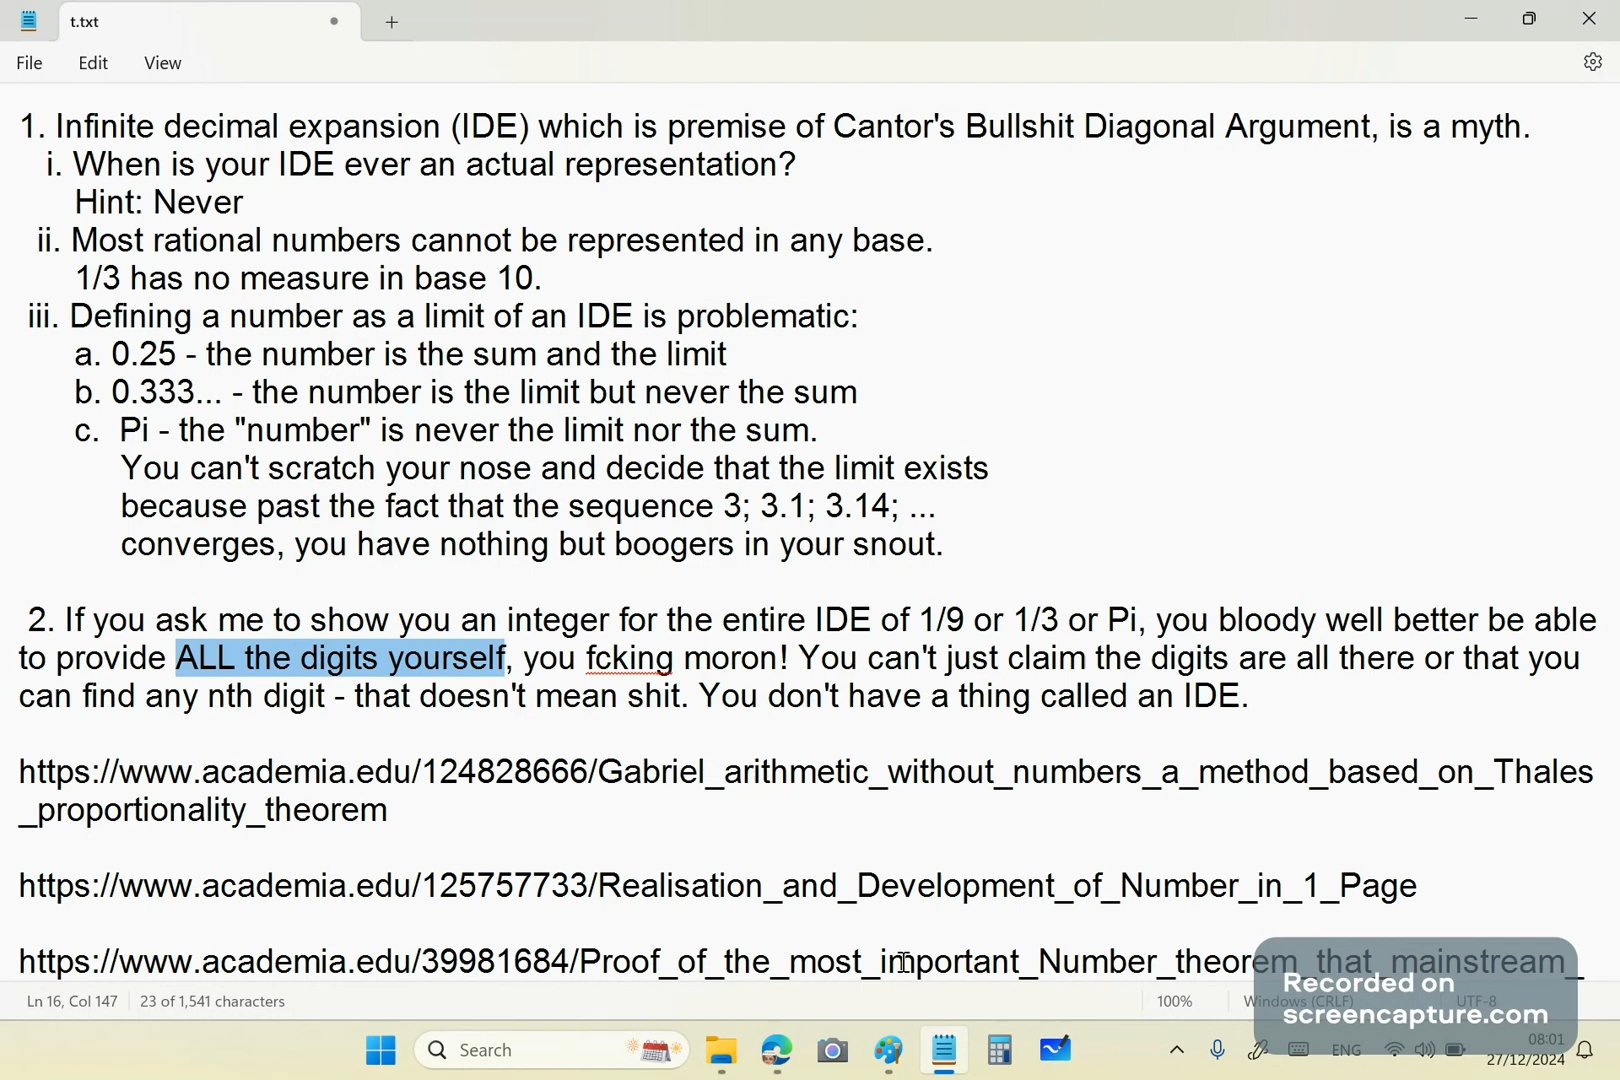 t.txt
File Edit View
1. Infinite decimal expansion (IDE) which is premise of Cantor's Bullshit Diagonal Argument, is a myth.
i. When is your IDE ever an actual representation?
Hint: Never
ii. Most rational numbers cannot be represented in any base.
1/3 has no measure in base 10.
iii. Defining a number as a limit of an IDE is problematic:
a. 0.25 - the number is the sum and the limit
b. 0.333... - the number is the limit but never the sum
c. Pi - the "number" is never the limit nor the sum.
You can't scratch your nose and decide that the limit exists
because past the fact that the sequence 3; 3.1; 3.14; ...
converges, you have nothing but boogers in your snout.
2. If you ask me to show you an integer for the entire IDE of 1/9 or 1/3 or Pi, you bloody well better be able
to provide ALL the digits yourself, you fcking moron! You can't just claim the digits are all there or that you
can find any nth digit - that doesn't mean shit. You don't have a thing called an IDE.
https://www.academia.edu/124828666/Gabriel_arithmetic_without_numbers_a_method_based_on_Thales
_proportionality_theorem
https://www.academia.edu/125757733/Realisation_and_Development_of_Number_in_1_Page
https://www.academia.edu/39981684/Proof_of_the_most_important_Number_theorem_that_mainstream_
Recorded on
screencapture.com
Ln 16, Col 147 23 of 1,541 characters 100% Windows (CRLF) UTF-8
Search ENG 08:01
27/12/2024